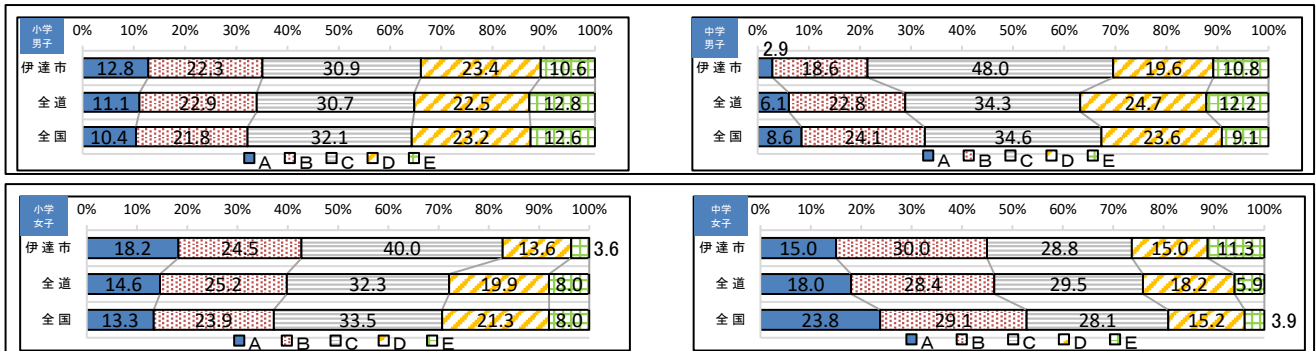 小学
男子
0% 10% 20% 30% 40% 50% 60% 70% 80% 90% 100%
伊達市 12.8 22.3 30.9 23.4 10.6
全道 11.1 22.9 30.7 22.5 12.8
全国 10.4 21.8 32.1 23.2 12.6
A B C D E
中学
男子
0% 10% 20% 30% 40% 50% 60% 70% 80% 90% 100%
2.9
伊達市 18.6 48.0 19.6 10.8
全道 6.1 22.8 34.3 24.7 12.2
全国 8.6 24.1 34.6 23.6 9.1
A B C D E
小学
女子
0% 10% 20% 30% 40% 50% 60% 70% 80% 90% 100%
伊達市 18.2 24.5 40.0 13.6 3.6
全道 14.6 25.2 32.3 19.9 8.0
全国 13.3 23.9 33.5 21.3 8.0
A B C D E
中学
女子
0% 10% 20% 30% 40% 50% 60% 70% 80% 90% 100%
伊達市 15.0 30.0 28.8 15.0 11.3
全道 18.0 28.4 29.5 18.2 5.9
全国 23.8 29.1 28.1 15.2 3.9
A B C D E